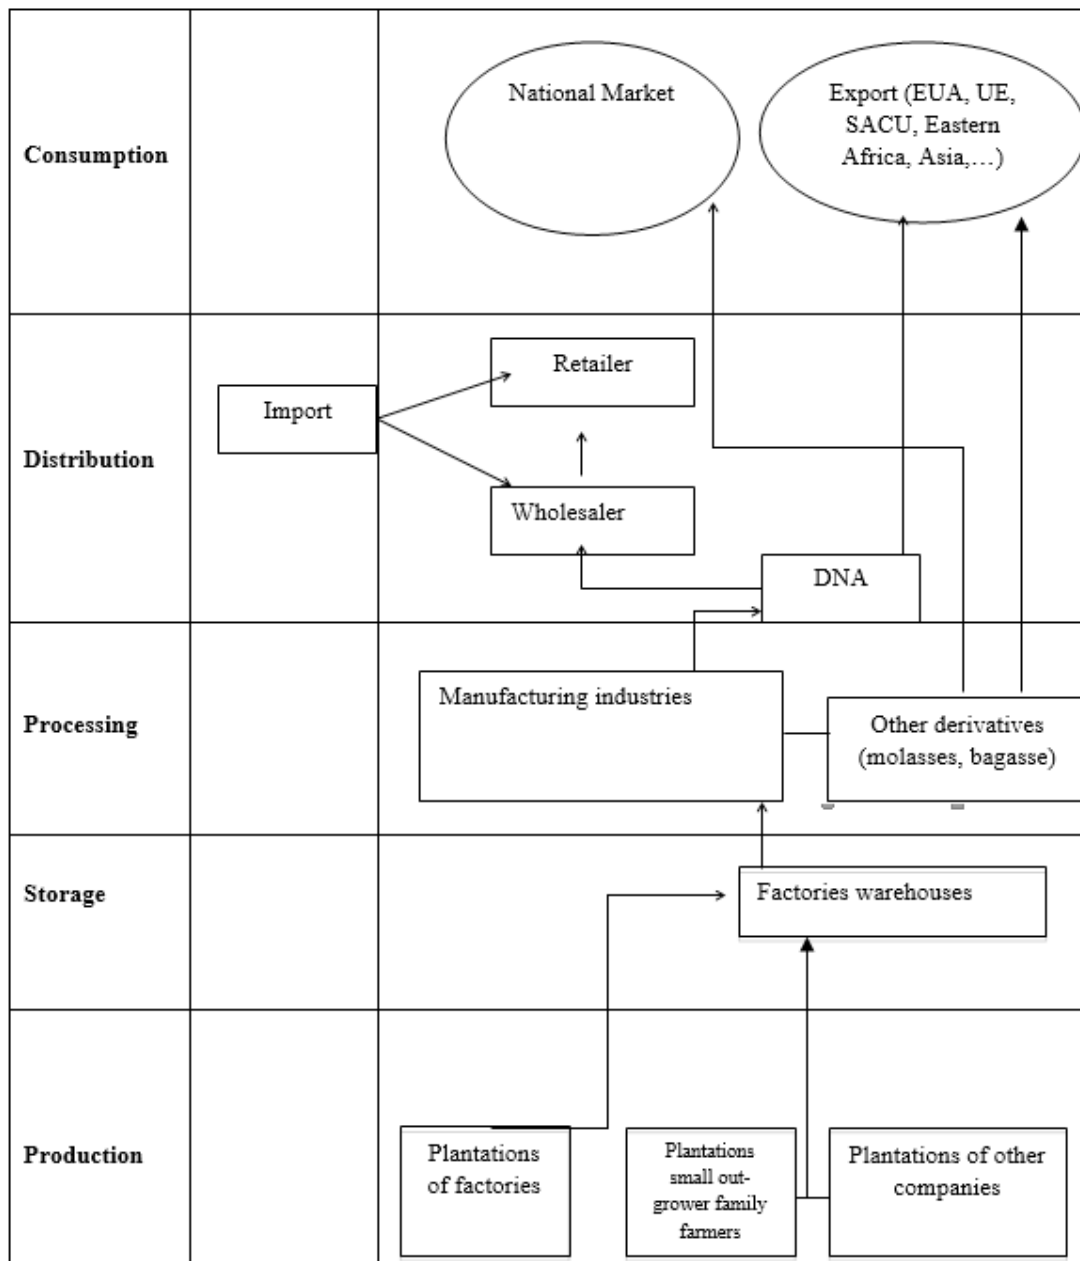 Consumption
National Market
Export (EUA, UE,
SACU, Eastern
Africa, Asia,...)
Distribution
Import
Retailer
Wholesaler
DNA
Processing
Manufacturing industries
Other derivatives
(molasses, bagasse)
Storage
Factories warehouses
Production
Plantations
of factories
Plantations
small out-
grower family
farmers
Plantations of other
companies